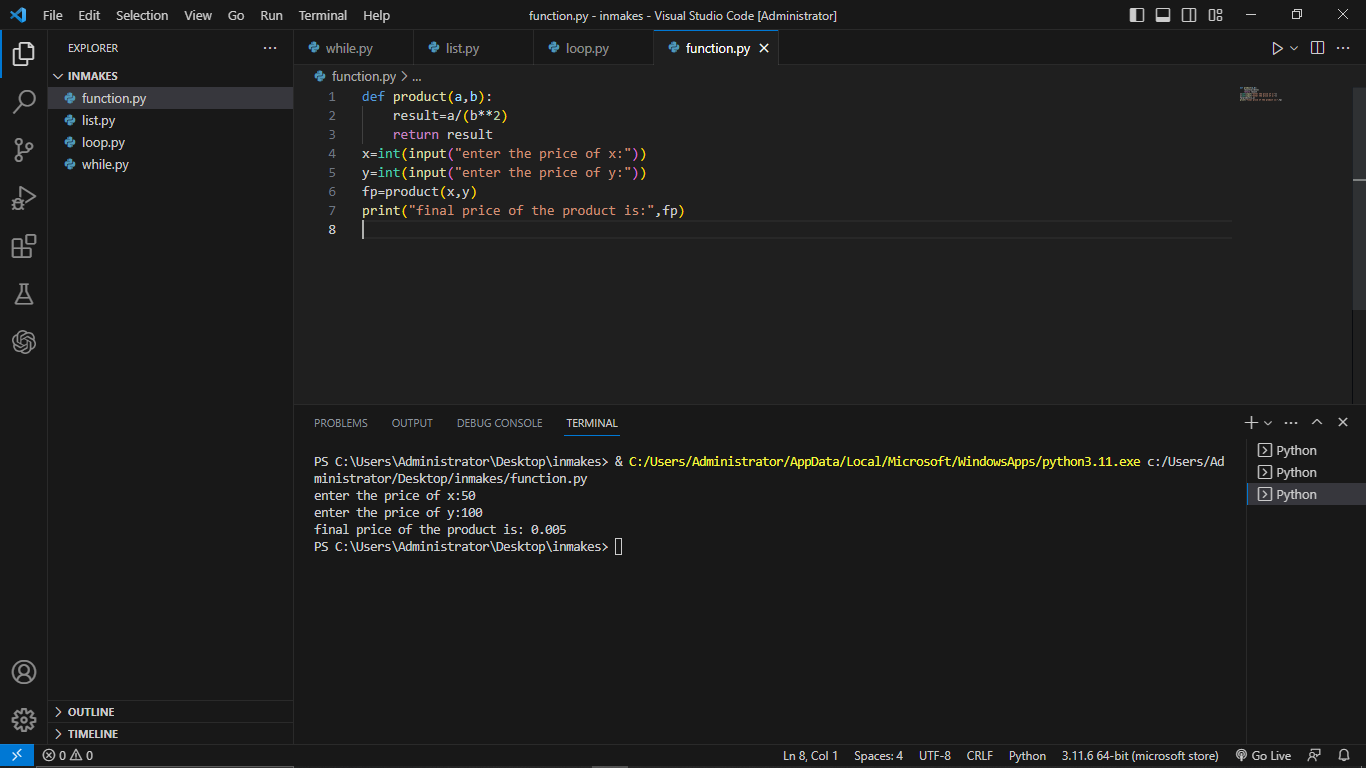 File Edit Selection View Go Run Terminal Help
function.py - inmakes - Visual Studio Code [Administrator]
EXPLORER
INMAKES
function.py
list.py
loop.py
while.py
OUTLINE
TIMELINE
while.py list.py loop.py function.py
function.py > ...
1 def product(a,b):
2     result=a/(b**2)
3     return result
4 x=int(input("enter the price of x:"))
5 y=int(input("enter the price of y:"))
6 fp=product(x,y)
7 print("final price of the product is:",fp)
8
PROBLEMS OUTPUT DEBUG CONSOLE TERMINAL
PS C:\Users\Administrator\Desktop\inmakes> & C:/Users/Administrator/AppData/Local/Microsoft/WindowsApps/python3.11.exe c:/Users/Ad
ministrator/Desktop/inmakes/function.py
enter the price of x:50
enter the price of y:100
final price of the product is: 0.005
PS C:\Users\Administrator\Desktop\inmakes>
Python
Python
Python
0 0 Ln 8, Col 1 Spaces: 4 UTF-8 CRLF Python 3.11.6 64-bit (microsoft store) Go Live